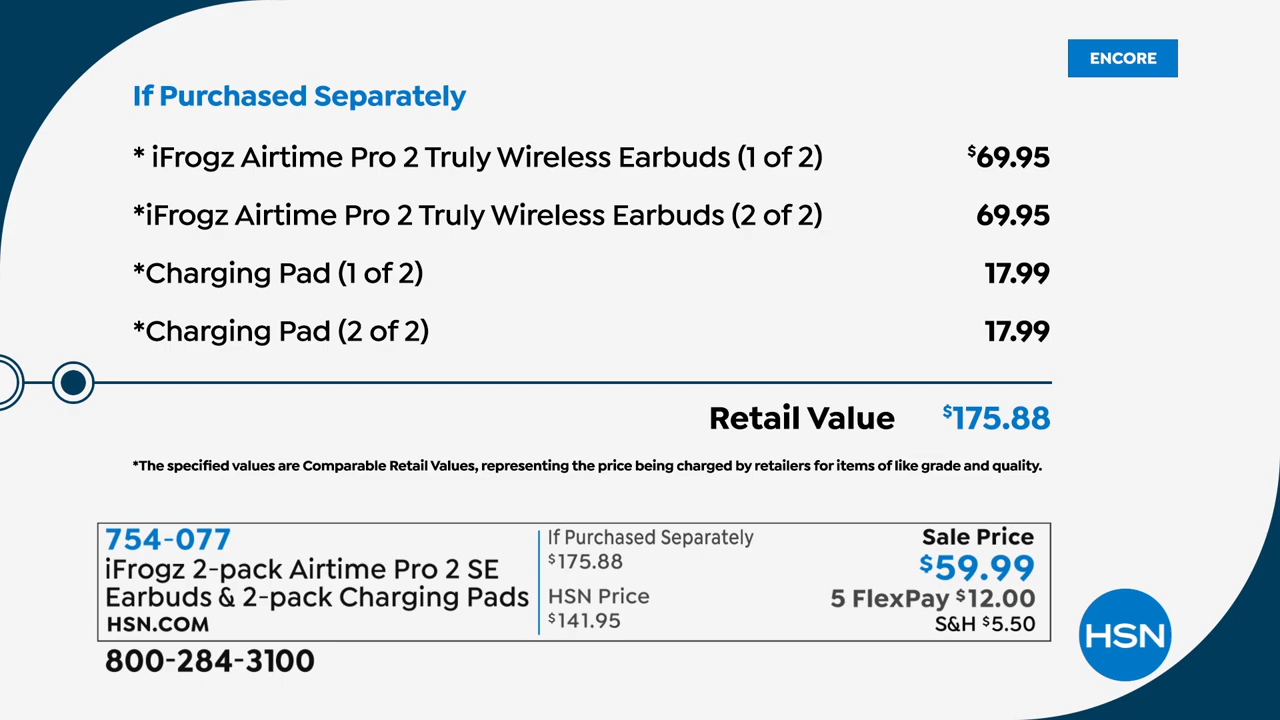 ENCORE
If Purchased Separately
* iFrogz Airtime Pro 2 Truly Wireless Earbuds (1 of 2) $69.95
*iFrogz Airtime Pro 2 Truly Wireless Earbuds (2 of 2) 69.95
*Charging Pad (1 of 2) 17.99
*Charging Pad (2 of 2) 17.99
Retail Value $175.88
*The specified values are Comparable Retail Values, representing the price being charged by retailers for items of like grade and quality.
754-077
iFrogz 2-pack Airtime Pro 2 SE
Earbuds & 2-pack Charging Pads
HSN.COM
If Purchased Separately
$175.88
HSN Price
$141.95
Sale Price
$59.99
5 FlexPay $12.00
S&H $5.50
800-284-3100
HSN